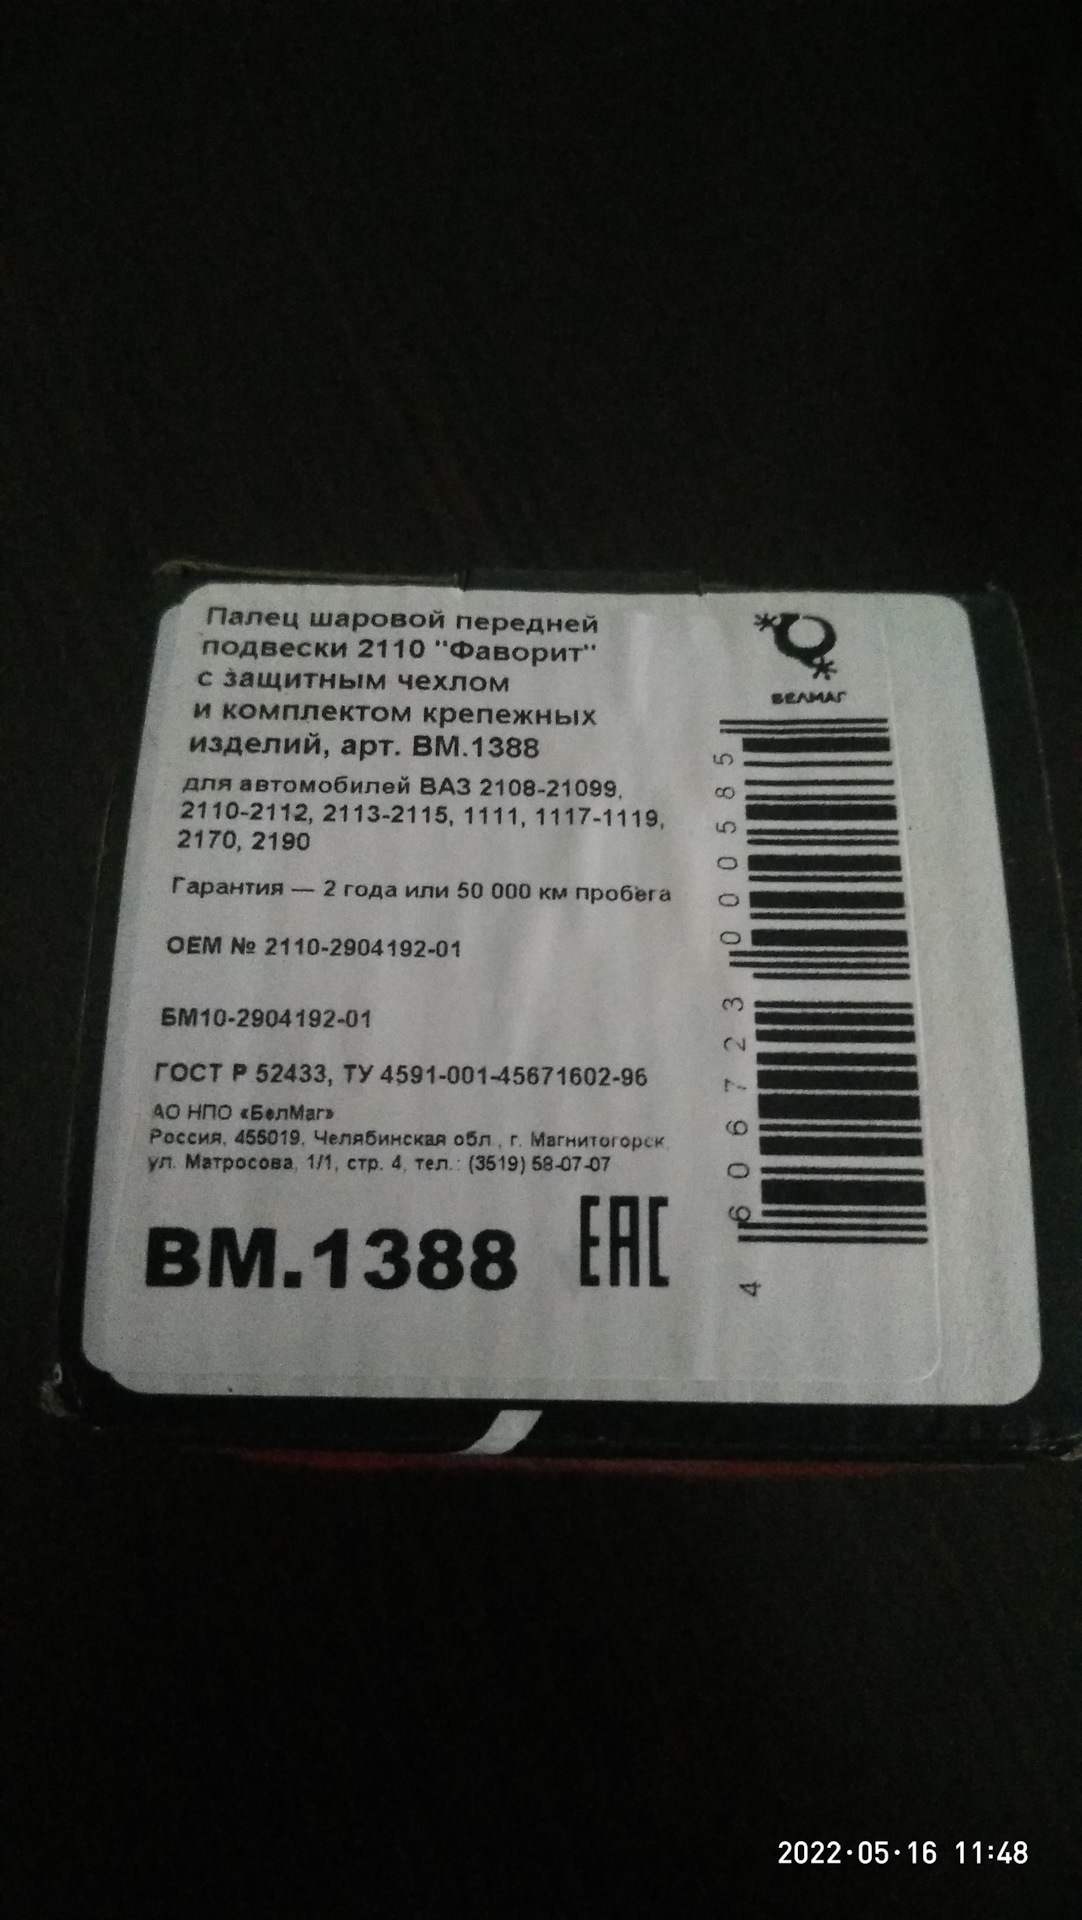 Палец шаровой передней
подвески 2110 "Фаворит"
с защитным чехлом
и комплектом крепежных
изделий, арт. BM.1388
для автомобилей ВАЗ 2108-21099,
2110-2112, 2113-2115, 1111, 1117-1119,
2170, 2190
Гарантия — 2 года или 50 000 км пробега
OEM № 2110-2904192-01
БМ10-2904192-01
ГОСТ Р 52433, ТУ 4591-001-45671602-96
АО НПО «БелМаг»
Россия, 455019, Челябинская обл., г. Магнитогорск,
ул. Матросова, 1/1, стр. 4, тел.: (3519) 58-07-07
BM.1388
EAC
БЕЛМАГ
4 606723 000585
2022·05·16 11:48